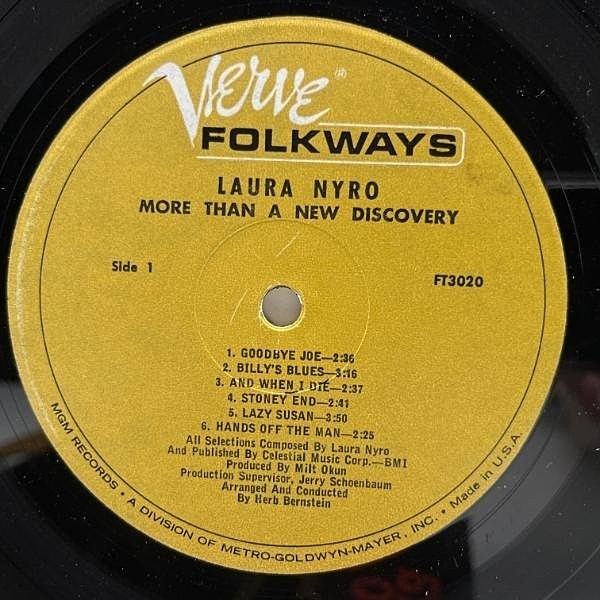 Verve ®
FOLKWAYS
LAURA NYRO
MORE THAN A NEW DISCOVERY
Side 1
FT3020
1. GOODBYE JOE—2:36
2. BILLY'S BLUES—3:16
3. AND WHEN I DIE—2:37
4. STONEY END—2:41
5. LAZY SUSAN—3:50
6. HANDS OFF THE MAN—2:25
All Selections Composed By Laura Nyro
And Published By Celestial Music Corp.—BMI
Produced By Milt Okun
Production Supervisor, Jerry Schoenbaum
Arranged And Conducted
By Herb Bernstein
MGM RECORDS • A DIVISION OF METRO-GOLDWYN-MAYER, INC. • Made in U.S.A.